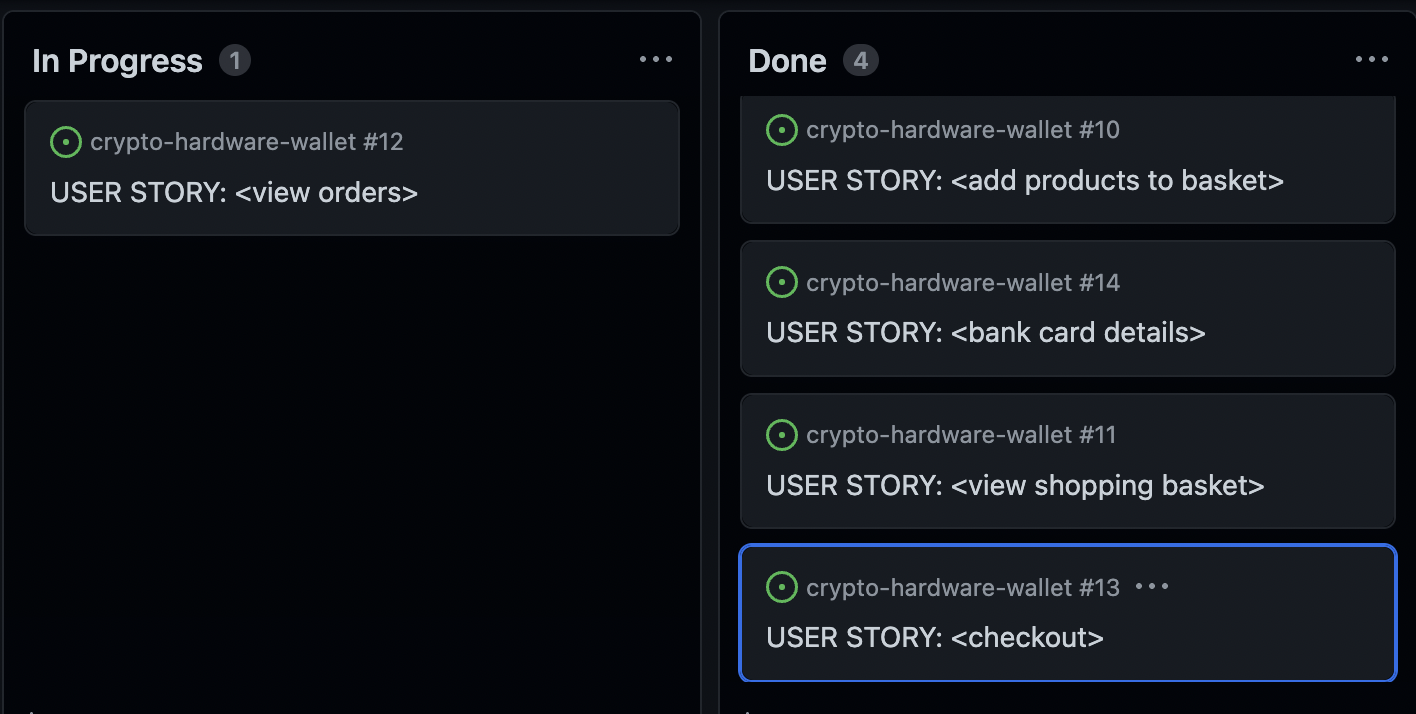 In Progress 1 ...
crypto-hardware-wallet #12
USER STORY: <view orders>
Done 4 ...
crypto-hardware-wallet #10
USER STORY: <add products to basket>
crypto-hardware-wallet #14
USER STORY: <bank card details>
crypto-hardware-wallet #11
USER STORY: <view shopping basket>
crypto-hardware-wallet #13 ...
USER STORY: <checkout>